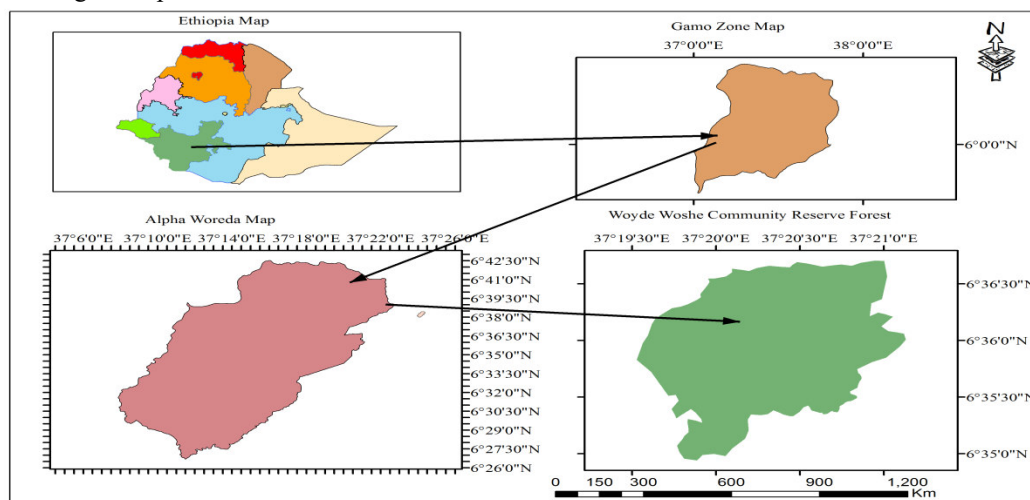 Ethiopia Map
Gamo Zone Map
37°0'0"E 38°0'0"E
N
6°0'0"N
Alpha Woreda Map
37°6'0"E 37°10'0"E 37°14'0"E 37°18'0"E 37°22'0"E 37°26'0"E
6°42'30"N
6°41'0"N
6°39'30"N
6°38'0"N
6°36'30"N
6°35'0"N
6°33'30"N
6°32'0"N
6°30'30"N
6°29'0"N
6°27'30"N
6°26'0"N
Woyde Woshe Community Reserve Forest
37°19'30"E 37°20'0"E 37°20'30"E 37°21'0"E
6°36'30"N
6°36'0"N
6°35'30"N
6°35'0"N
0 150 300 600 900 1,200
Km